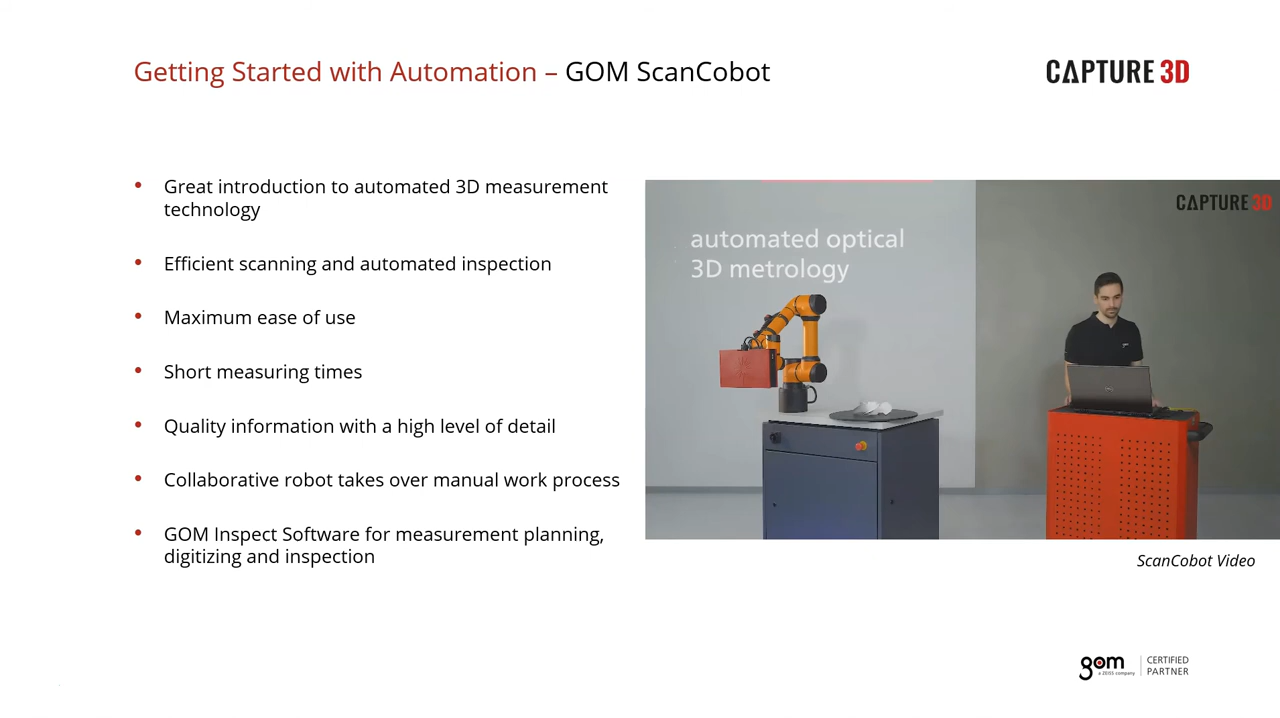 Getting Started with Automation – GOM ScanCobot
CAPTURE 3D
• Great introduction to automated 3D measurement
technology
• Efficient scanning and automated inspection
• Maximum ease of use
• Short measuring times
• Quality information with a high level of detail
• Collaborative robot takes over manual work process
• GOM Inspect Software for measurement planning,
digitizing and inspection
CAPTURE 3D
automated optical
3D metrology
ScanCobot Video
gom
a ZEISS company
CERTIFIED
PARTNER